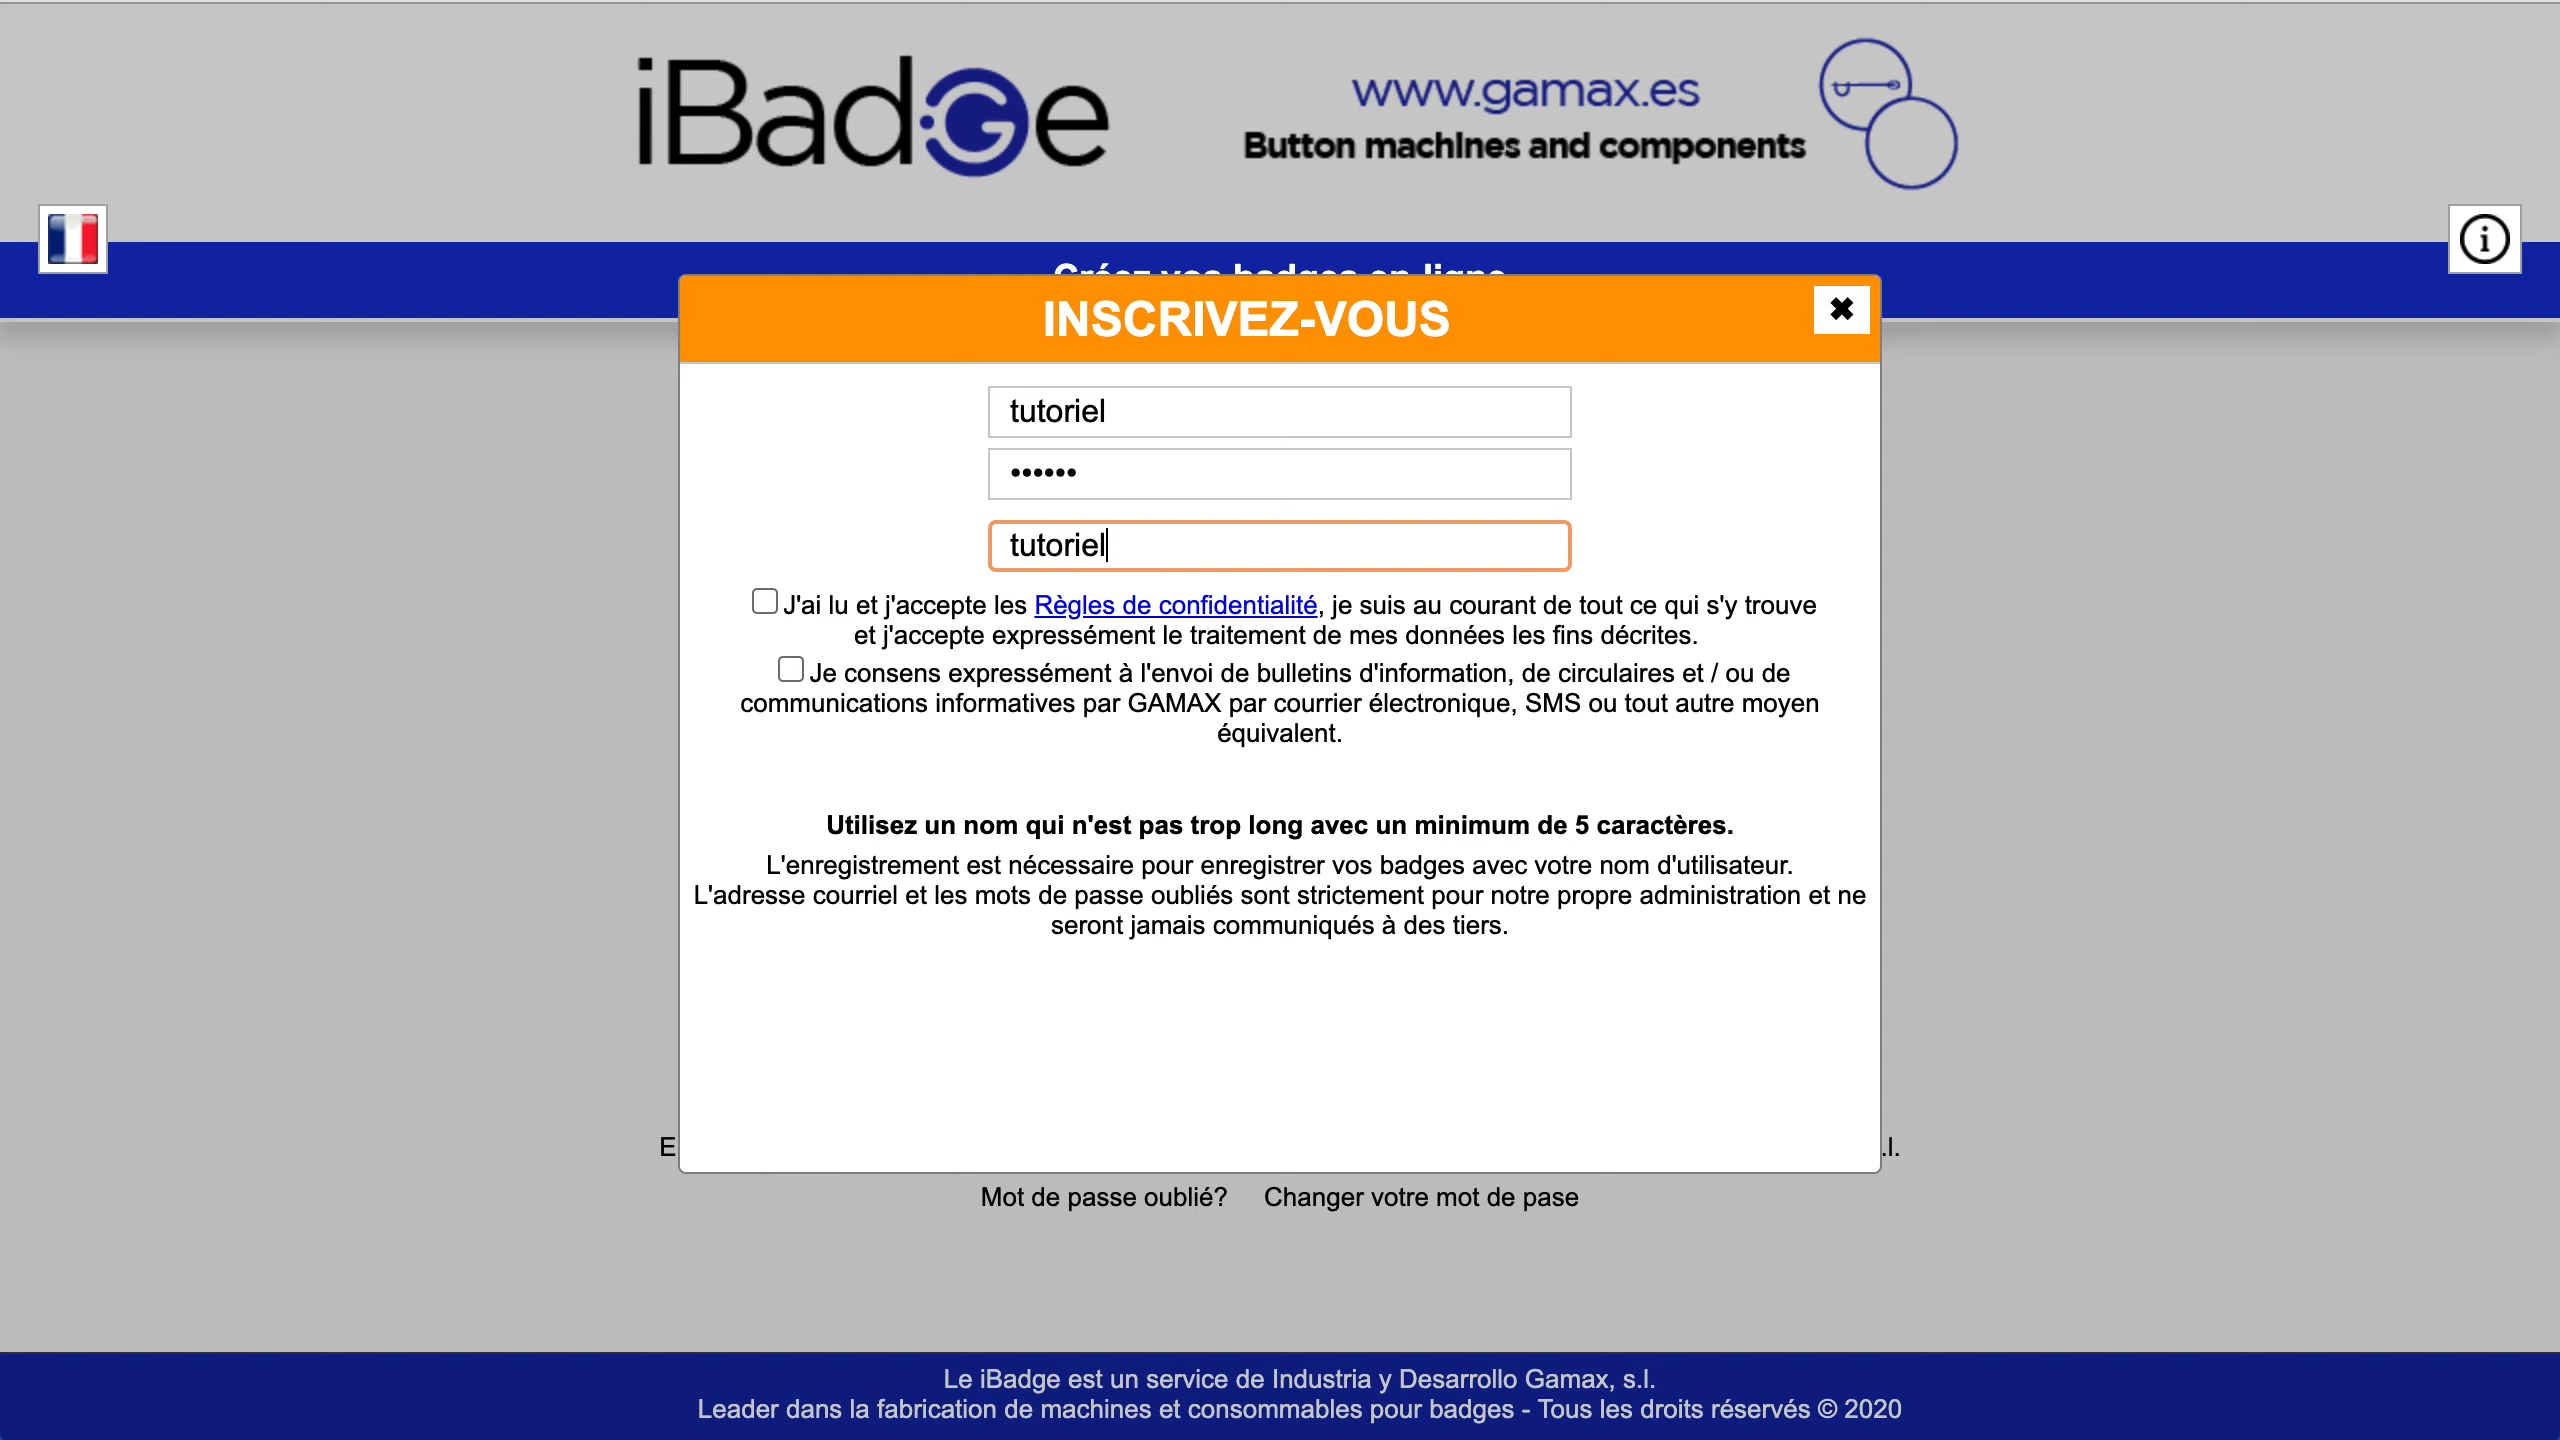 iBadGe
www.gamax.es
Button machines and components
Créez vos badges en ligne
INSCRIVEZ-VOUS
✖
tutoriel
••••••
tutoriel
J'ai lu et j'accepte les Règles de confidentialité, je suis au courant de tout ce qui s'y trouve
et j'accepte expressément le traitement de mes données les fins décrites.
Je consens expressément à l'envoi de bulletins d'information, de circulaires et / ou de
communications informatives par GAMAX par courrier électronique, SMS ou tout autre moyen
équivalent.
Utilisez un nom qui n'est pas trop long avec un minimum de 5 caractères.
L'enregistrement est nécessaire pour enregistrer vos badges avec votre nom d'utilisateur.
L'adresse courriel et les mots de passe oubliés sont strictement pour notre propre administration et ne
seront jamais communiqués à des tiers.
E .l.
Mot de passe oublié? Changer votre mot de pase
Le iBadge est un service de Industria y Desarrollo Gamax, s.l.
Leader dans la fabrication de machines et consommables pour badges - Tous les droits réservés © 2020